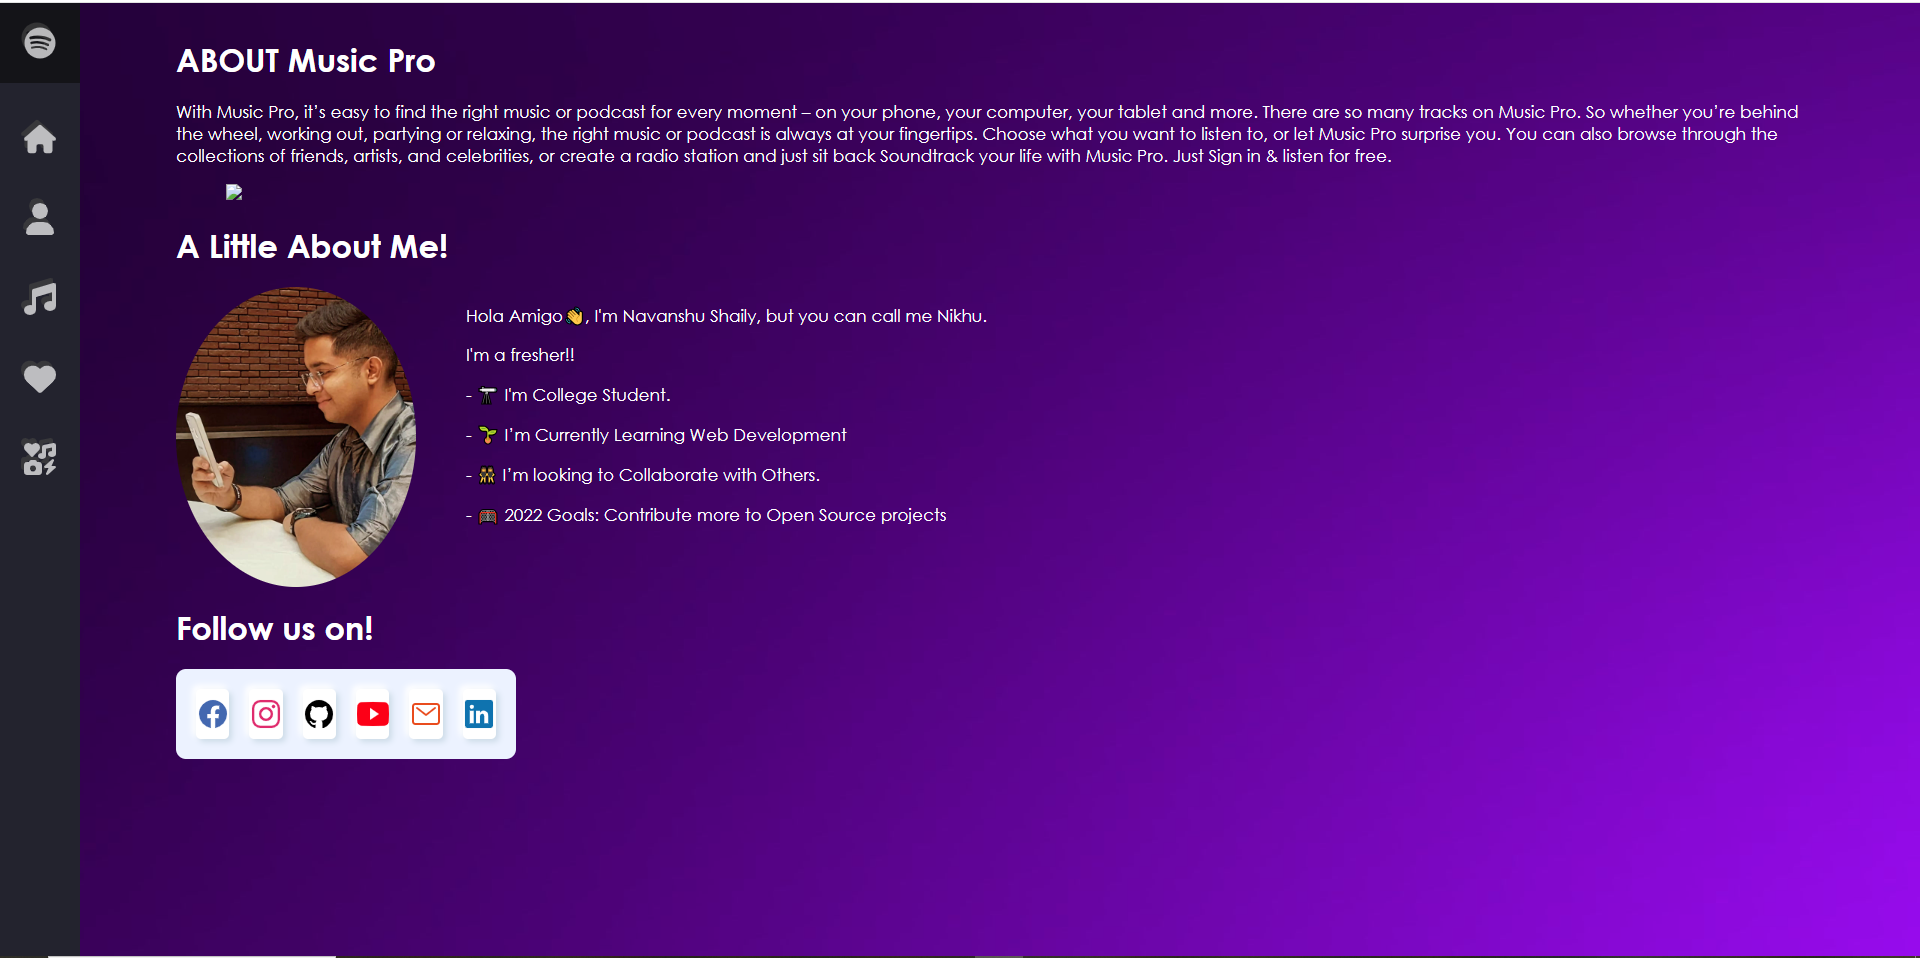 ABOUT Music Pro
With Music Pro, it’s easy to find the right music or podcast for every moment – on your phone, your computer, your tablet and more. There are so many tracks on Music Pro. So whether you’re behind
the wheel, working out, partying or relaxing, the right music or podcast is always at your fingertips. Choose what you want to listen to, or let Music Pro surprise you. You can also browse through the
collections of friends, artists, and celebrities, or create a radio station and just sit back Soundtrack your life with Music Pro. Just Sign in & listen for free.
A Little About Me!
Hola Amigo👋, I'm Navanshu Shaily, but you can call me Nikhu.
I'm a fresher!!
- 🔭 I'm College Student.
- 🌱 I’m Currently Learning Web Development
- 👯 I’m looking to Collaborate with Others.
- 🥅 2022 Goals: Contribute more to Open Source projects
Follow us on!
in